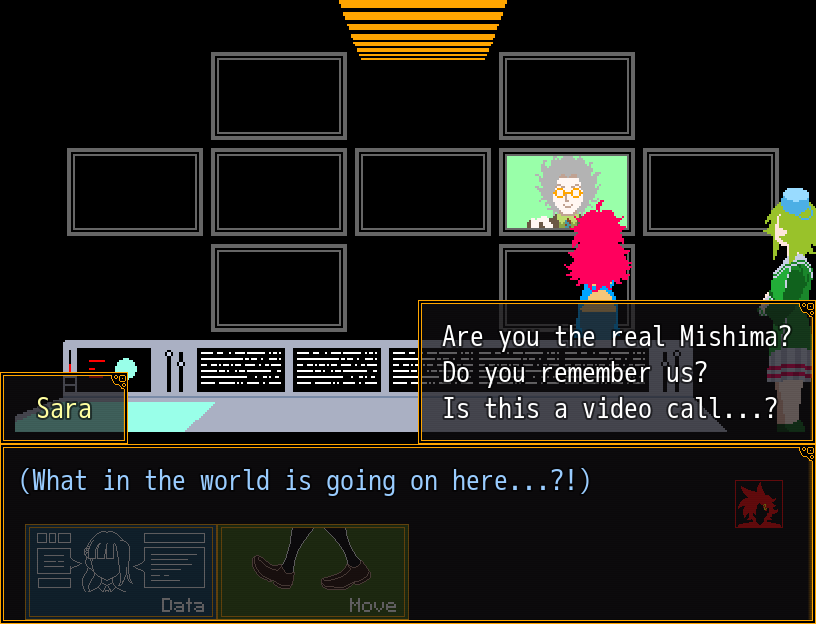 Are you the real Mishima?
Do you remember us?
Is this a video call...?
Sara
(What in the world is going on here...?!)
Data
Move